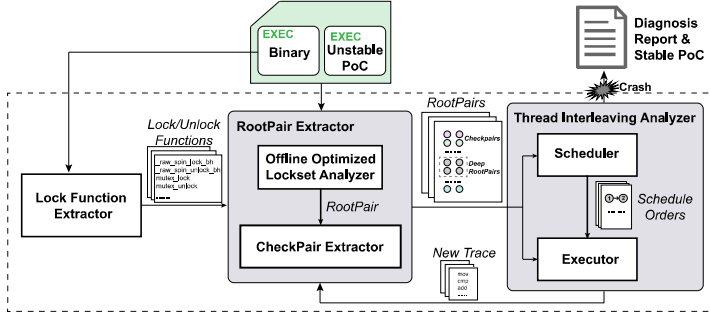 EXEC
Binary
EXEC
Unstable
PoC
Diagnosis
Report &
Stable PoC
Crash
Lock/Unlock
Functions
_raw_spin_lock_bh
_raw_spin_unlock_bh
mutex_lock
mutex_unlock
Lock Function
Extractor
RootPair Extractor
Offline Optimized
Lockset Analyzer
RootPair
CheckPair Extractor
RootPairs
Checkpairs
Deep
RootPairs
Thread Interleaving Analyzer
Scheduler
1
2
Schedule
Orders
Executor
New Trace
mov
cmp
add